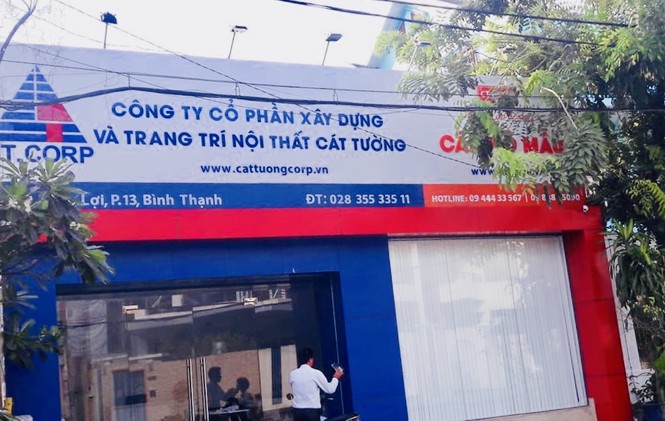 T.CORP
CÔNG TY CỔ PHẦN XÂY DỰNG
VÀ TRANG TRÍ NỘI THẤT CÁT TƯỜNG
www.cattuongcorp.vn
Lợi, P.13, Bình Thạnh
ĐT: 028 355 335 11
MẪU
HOTLINE: 09 444 33 567 |